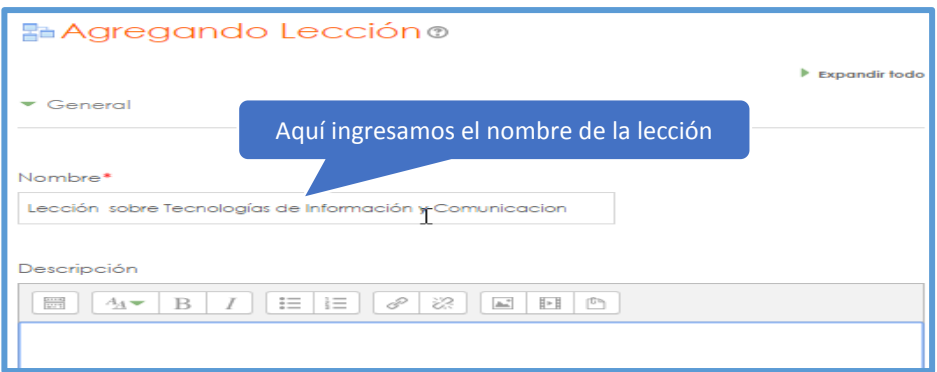 Agregando Lección
Expandir todo
General
Aquí ingresamos el nombre de la lección
Nombre*
Lección sobre Tecnologías de Información y Comunicacion
Descripción
B I